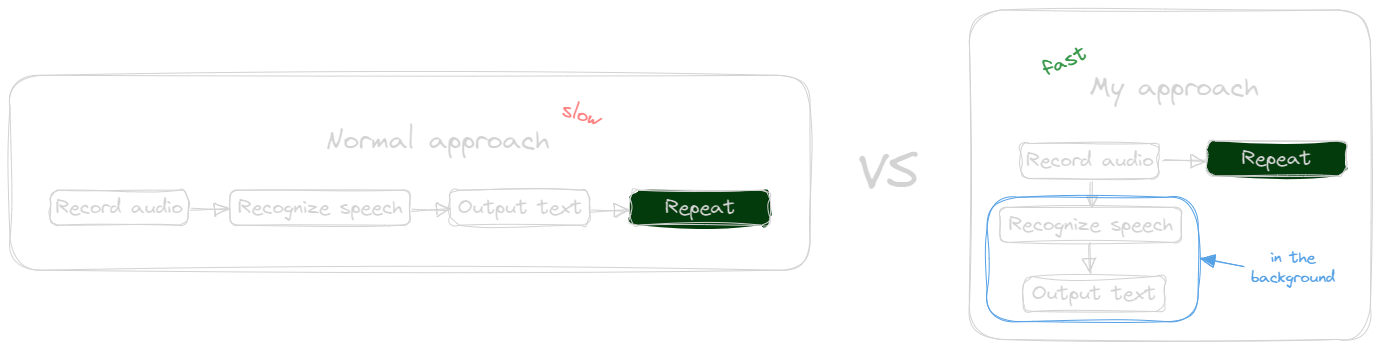 slow
Normal approach
Record audio
Recognize speech
Output text
Repeat
VS
fast
My approach
Record audio
Repeat
Recognize speech
Output text
in the
background